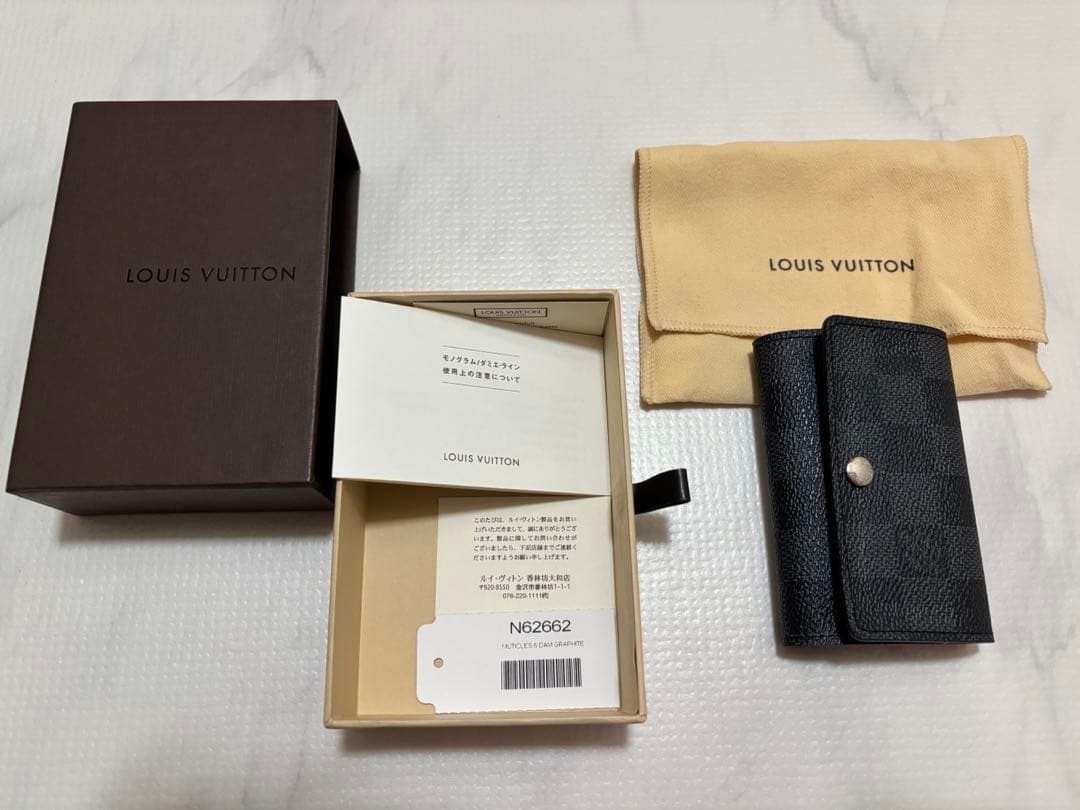 LOUIS VUITTON
LOUIS VUITTON
モノグラム/ダミエ・ライン
使用上の注意について
LOUIS VUITTON
このたびは、ルイ・ヴィトン製品をお買い
上げいただきまして、誠にありがとうござ
います。製品に関してお問い合わせが
ございましたら、下記店舗までご連絡く
ださいますようお願い申し上げます。
ルイ・ヴィトン 香林坊大和店
〒920-8550 金沢市香林坊1-1-1
076-220-1111㈹
N62662
MUTICLES 6 DAM GRAPHITE
LOUIS VUITTON